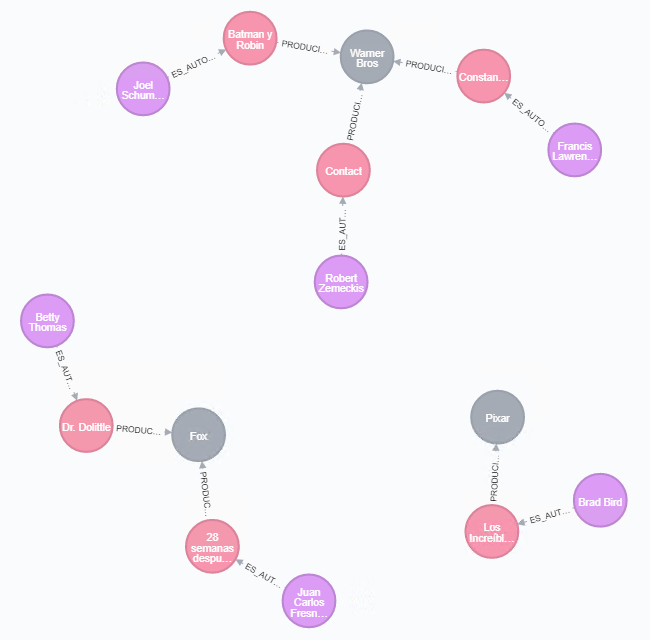 Batman y
Robin
PRODUCI...
Warner
Bros
PRODUCI...
Constan...
ES_AUTO...
Joel
Schum...
ES_AUTO...
Francis
Lawren...
PRODUCI...
Contact
ES_AUT...
Robert
Zemeckis
Betty
Thomas
ES_AUT...
Dr. Dolittle
PRODUC...
Fox
PRODUC...
28
semanas
despu...
ES_AUT...
Juan
Carlos
Fresn...
Pixar
PRODUCI...
Los
Increíbl...
ES_AUT...
Brad Bird